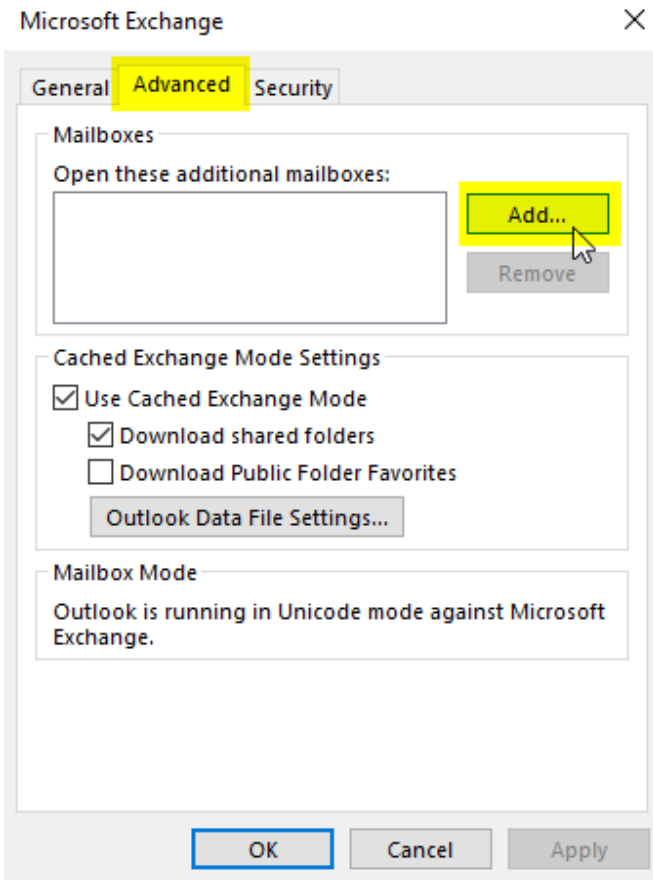 Microsoft Exchange
General Advanced Security
Mailboxes
Open these additional mailboxes:
Add...
Remove
Cached Exchange Mode Settings
Use Cached Exchange Mode
Download shared folders
Download Public Folder Favorites
Outlook Data File Settings...
Mailbox Mode
Outlook is running in Unicode mode against Microsoft
Exchange.
OK Cancel Apply